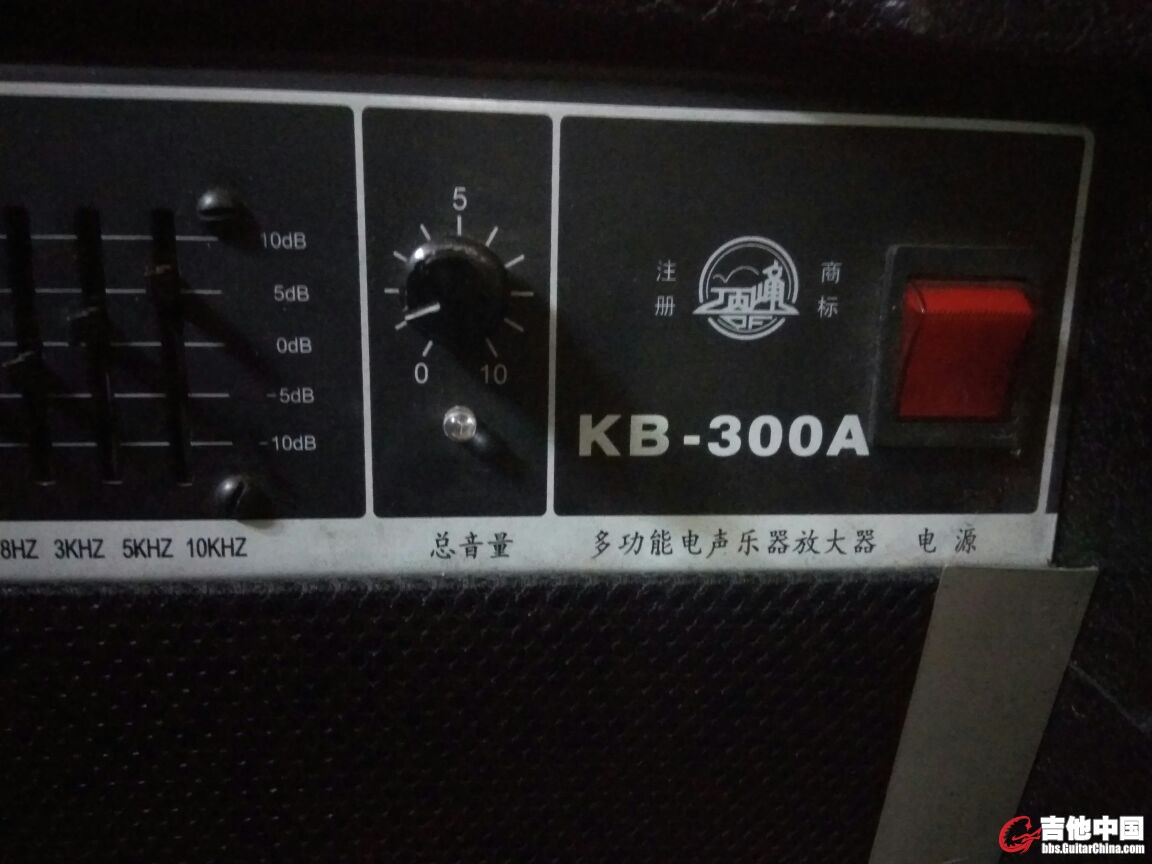 5
10dB
5dB
0dB
-5dB
-10dB
0
10
注册
商标
KB-300A
8HZ 3KHZ 5KHZ 10KHZ
总音量
多功能电声乐器放大器
电源
吉他中国
bbs.GuitarChina.com